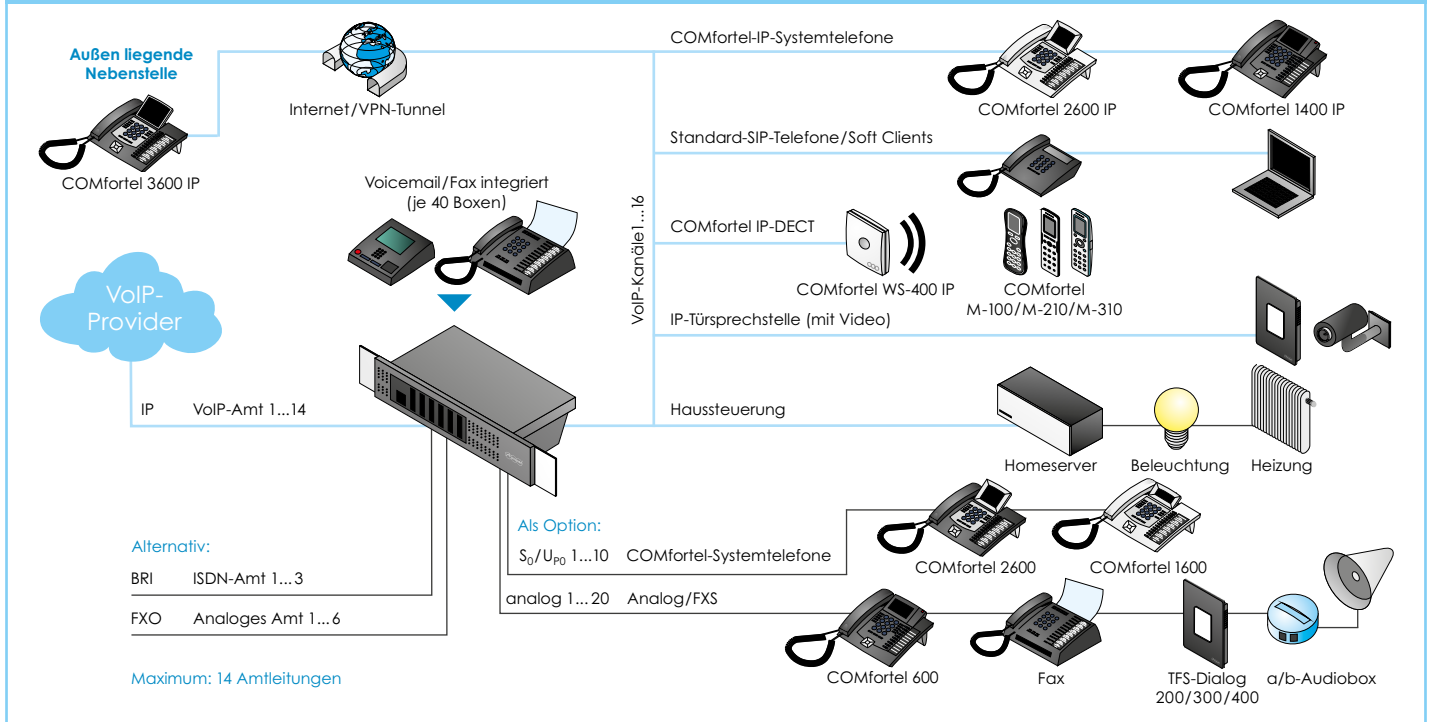 Außen liegende
Nebenstelle
COMfortel 3600 IP
Internet/VPN-Tunnel
COMfortel-IP-Systemtelefone
COMfortel 2600 IP
COMfortel 1400 IP
Standard-SIP-Telefone/Soft Clients
Voicemail/Fax integriert
(je 40 Boxen)
VoIP-Kanäle1...16
COMfortel IP-DECT
COMfortel WS-400 IP
COMfortel
M-100/M-210/M-310
VoIP-
Provider
IP-Türsprechstelle (mit Video)
IP VoIP-Amt 1...14
Haussteuerung
Homeserver
Beleuchtung
Heizung
Als Option:
S0/UP0 1...10 COMfortel-Systemtelefone
COMfortel 2600
COMfortel 1600
Alternativ:
BRI ISDN-Amt 1...3
FXO Analoges Amt 1...6
analog 1...20 Analog/FXS
COMfortel 600
Fax
TFS-Dialog
200/300/400
a/b-Audiobox
Maximum: 14 Amtleitungen